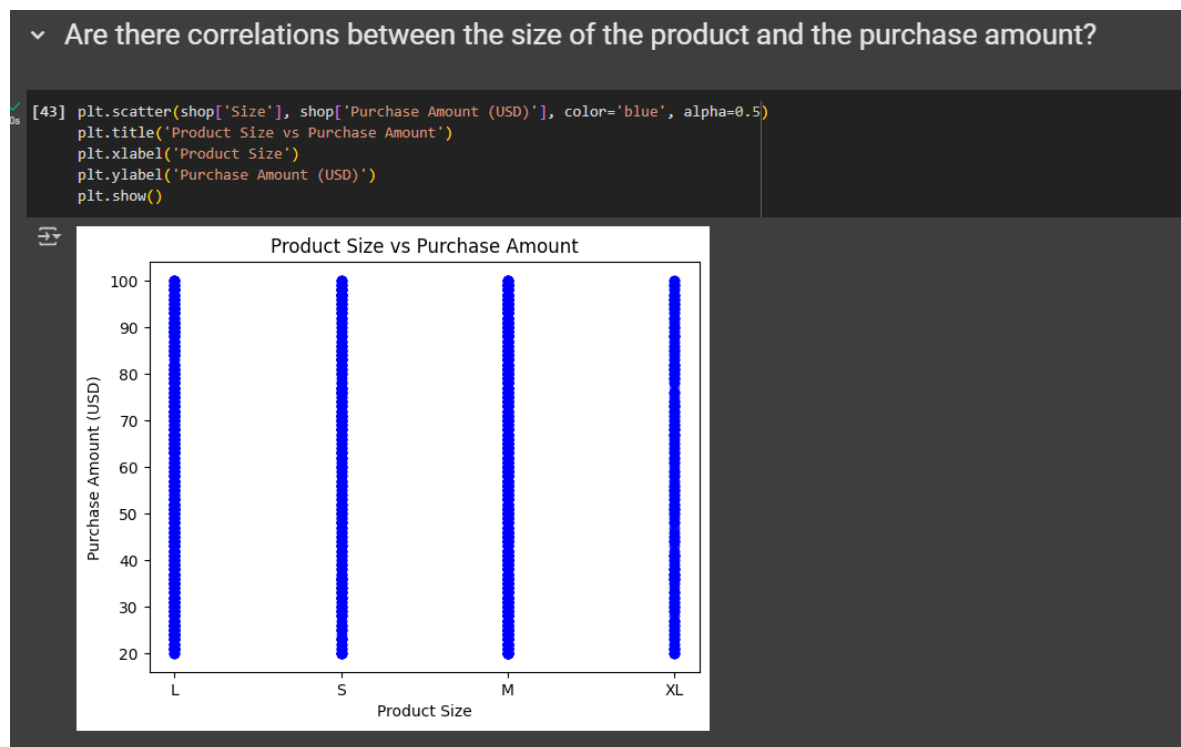 Are there correlations between the size of the product and the purchase amount?
[43] plt.scatter(shop['Size'], shop['Purchase Amount (USD)'], color='blue', alpha=0.5)
0s
plt.title('Product Size vs Purchase Amount')
plt.xlabel('Product Size')
plt.ylabel('Purchase Amount (USD)')
plt.show()
Product Size vs Purchase Amount
Purchase Amount (USD)
100
90
80
70
60
50
40
30
20
L S M XL
Product Size